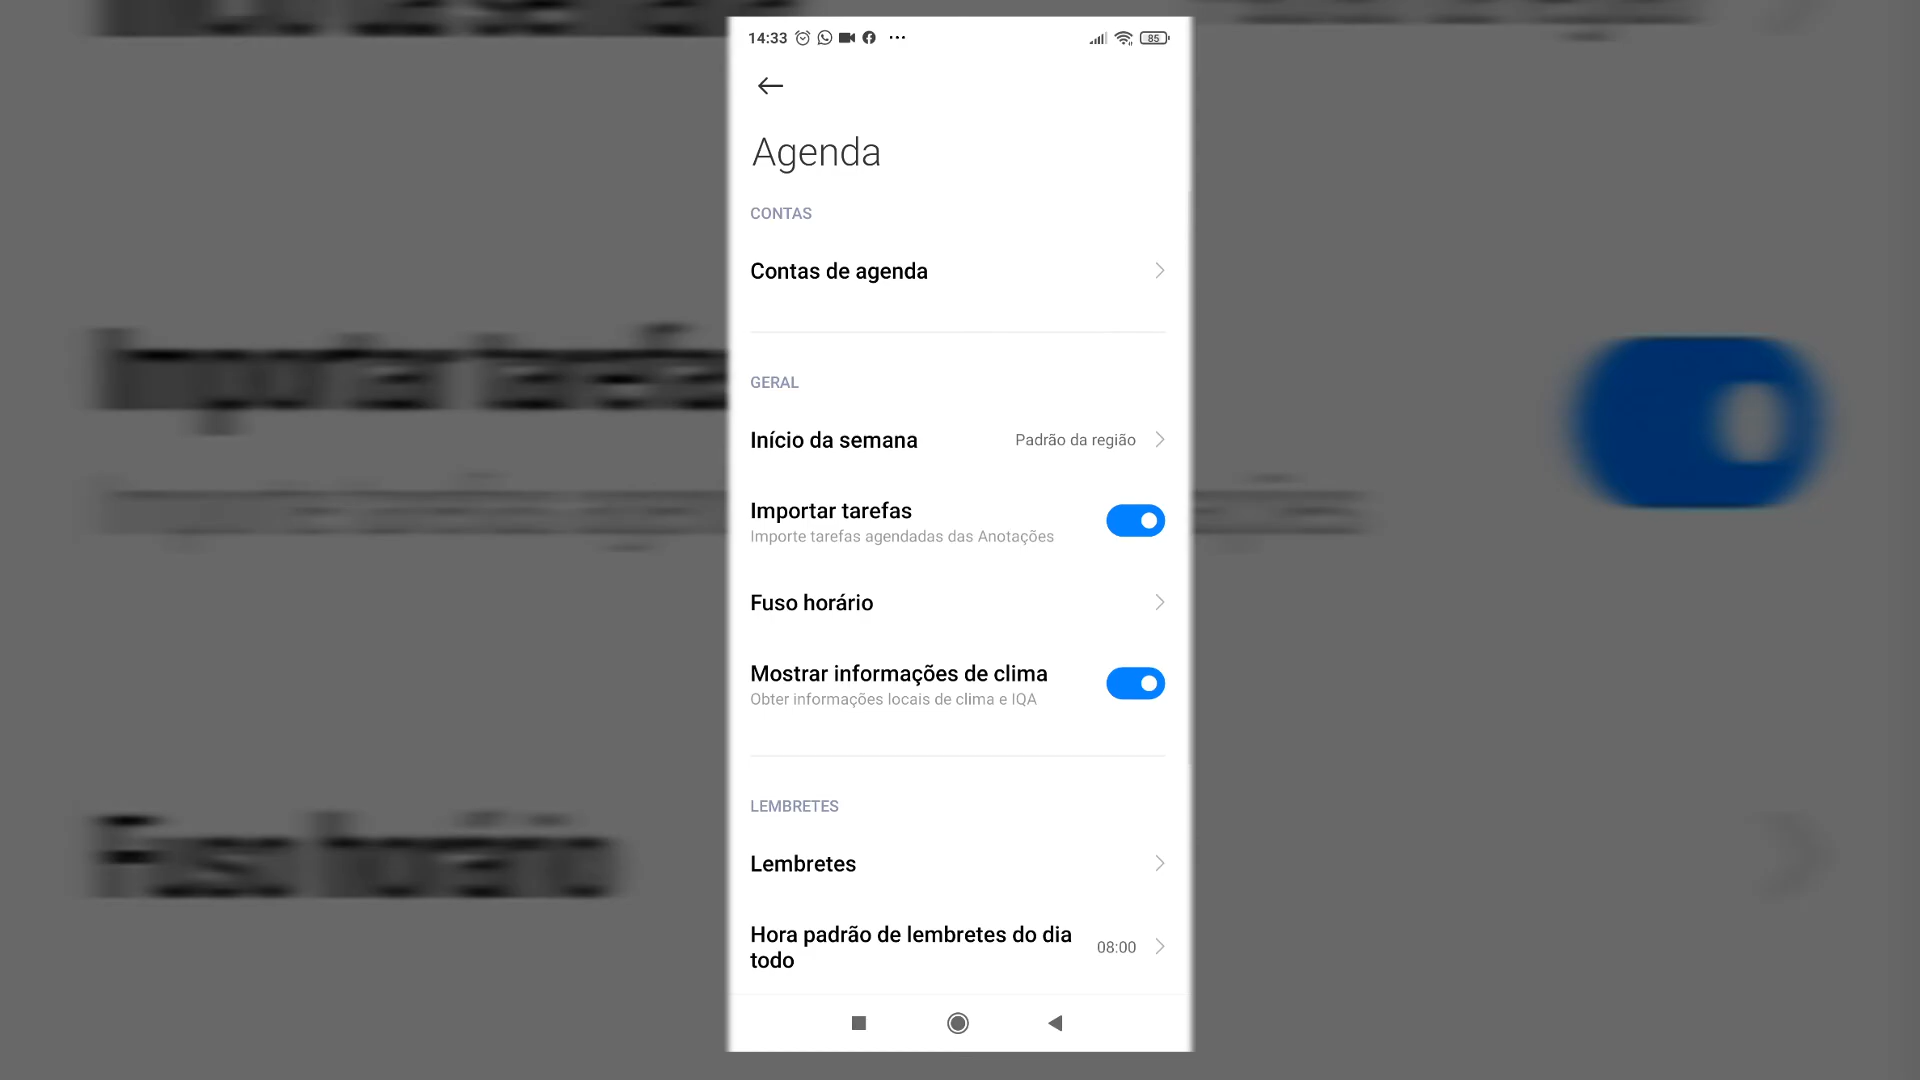 14:33
85
Agenda
CONTAS
Contas de agenda
GERAL
Início da semana
Padrão da região
Importar tarefas
Importe tarefas agendadas das Anotações
Fuso horário
Mostrar informações de clima
Obter informações locais de clima e IQA
LEMBRETES
Lembretes
Hora padrão de lembretes do dia
todo
08:00